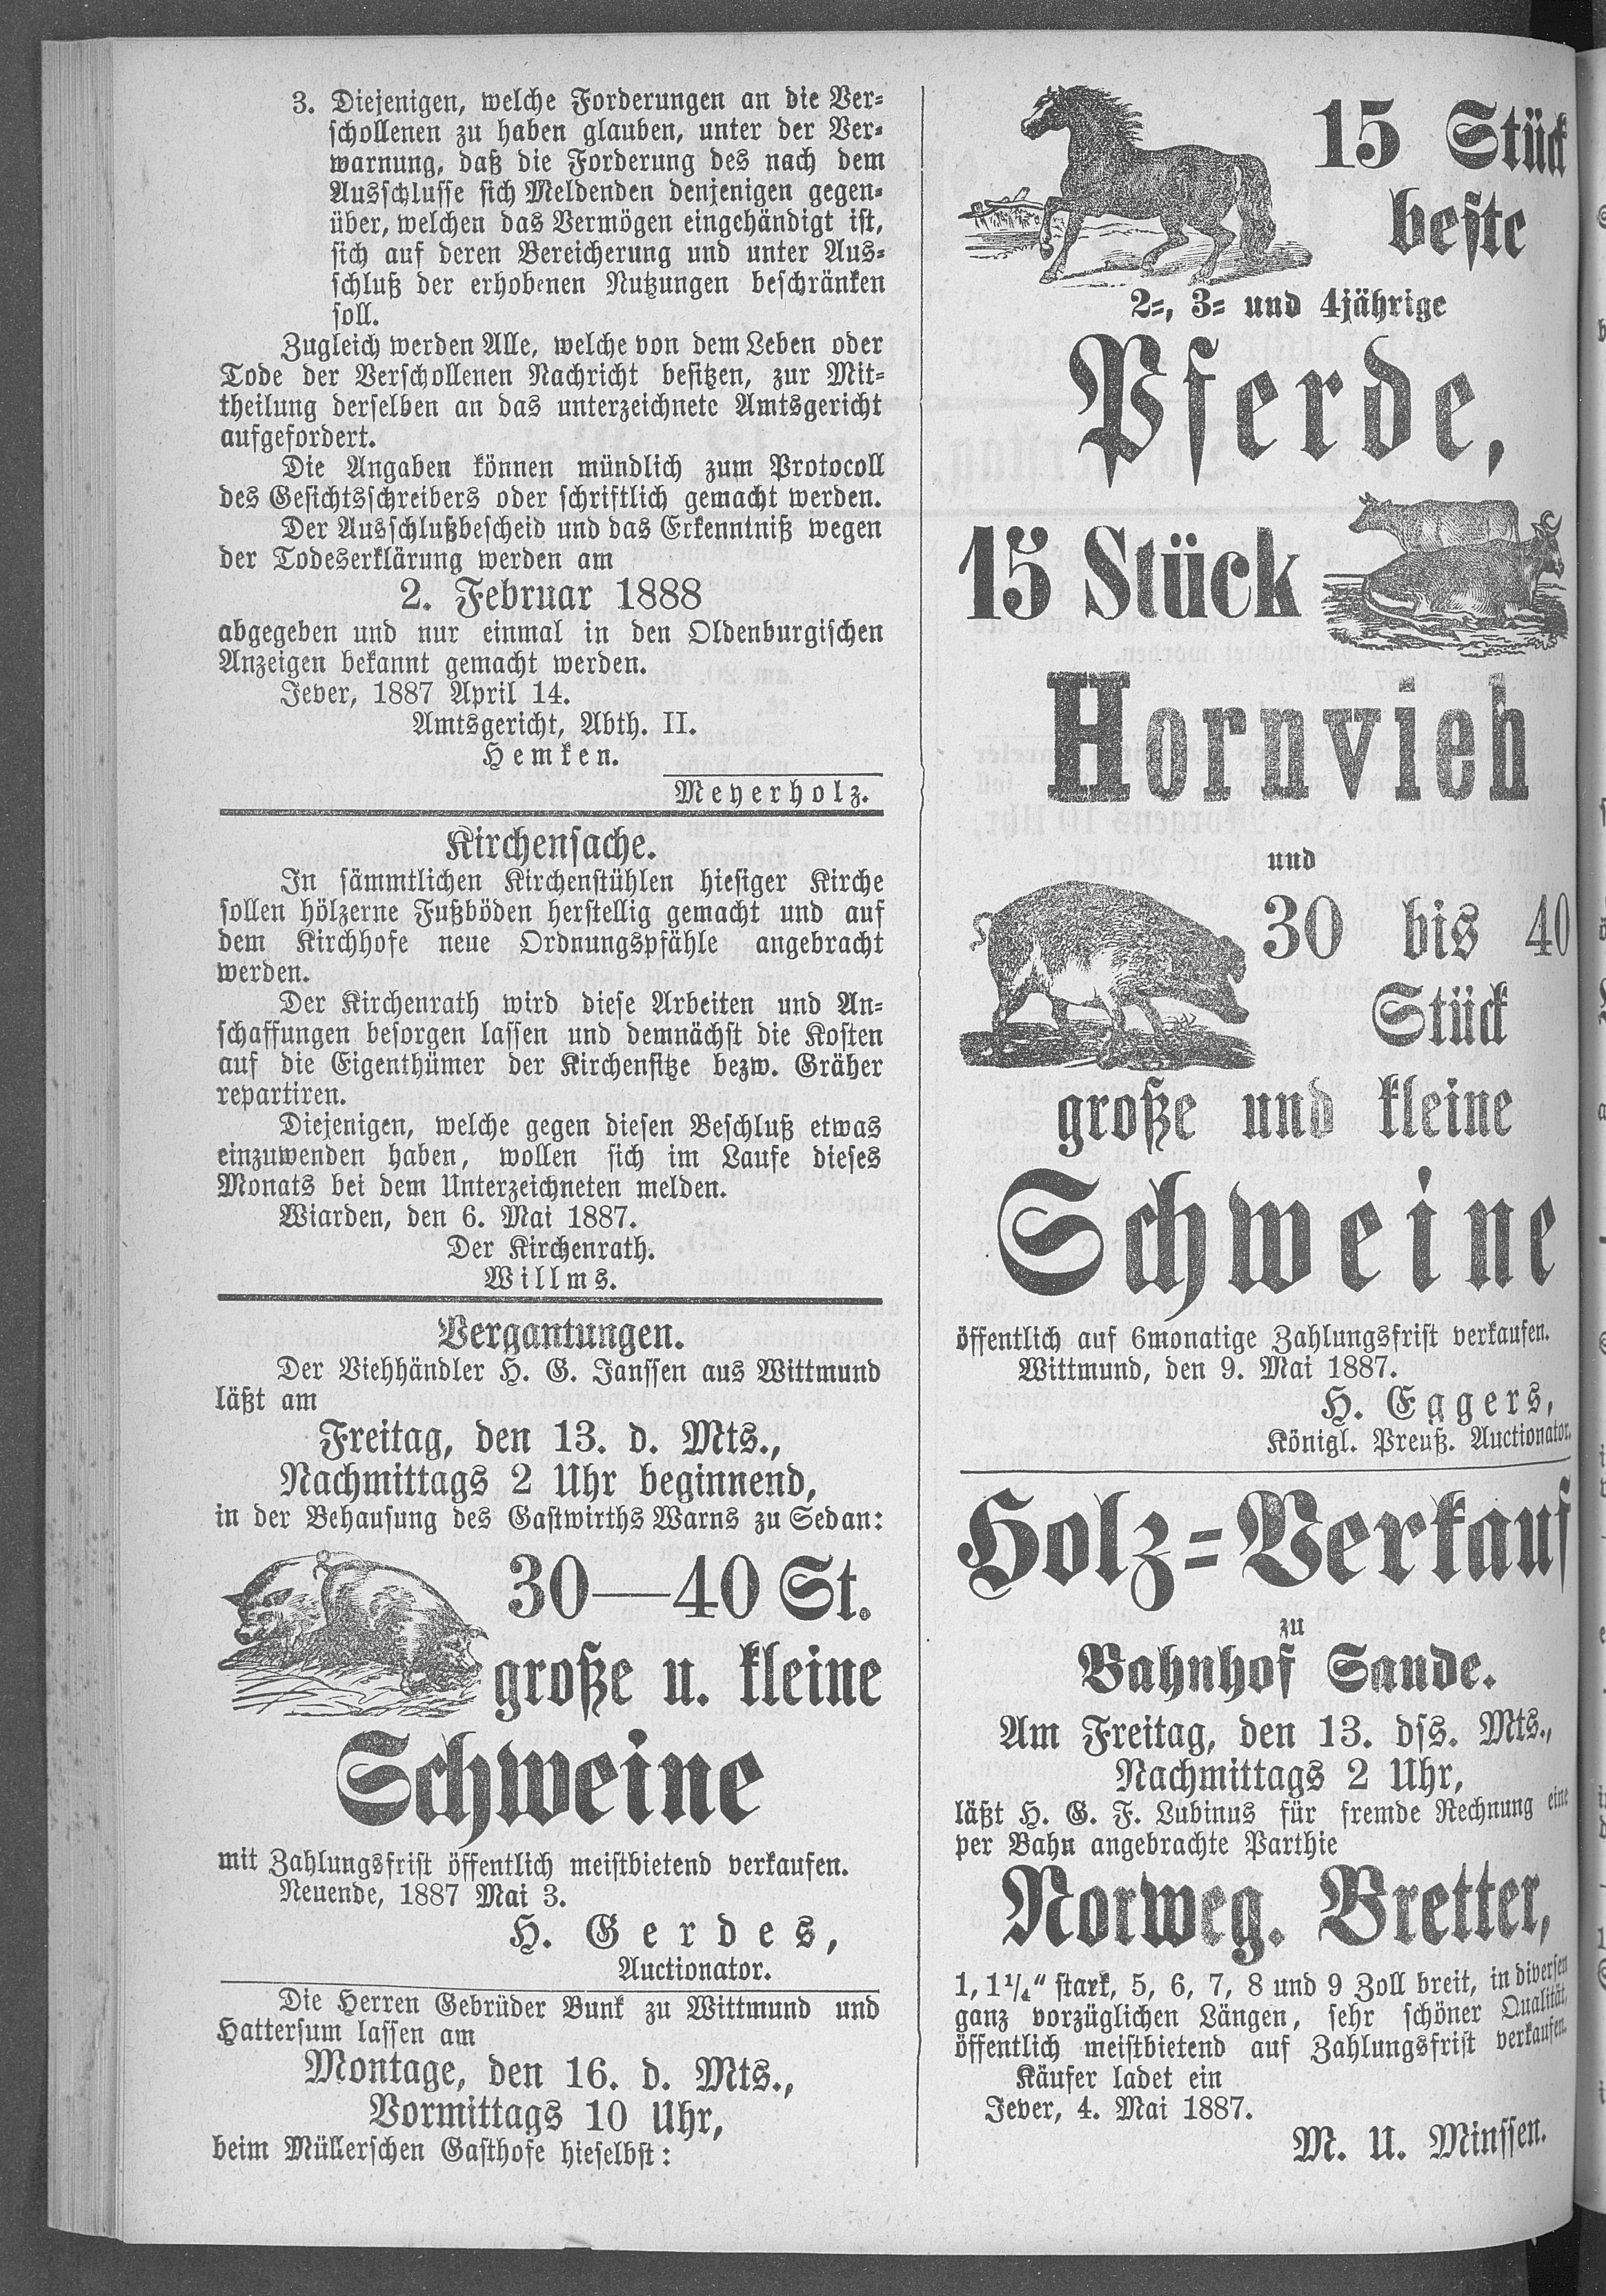 3. Diejenigen, welche Forderungen an die Ver-
schollenen zu haben glauben, unter der Ver-
warnung, daß die Forderung des nach dem
Ausschlusse sich Meldenden denjenigen gegen-
über, welchen das Vermögen eingehändigt ist,
sich auf deren Bereicherung und unter Aus-
schluß der erhobenen Nutzungen beschränken
soll.
Zugleich werden Alle, welche von dem Leben oder
Tode der Verschollenen Nachricht besitzen, zur Mit-
theilung derselben an das unterzeichnete Amtsgericht
aufgefordert.
Die Angaben können mündlich zum Protocoll
des Gesichtsschreibers oder schriftlich gemacht werden.
Der Ausschlußbescheid und das Erkenntniß wegen
der Todeserklärung werden am
2. Februar 1888
abgegeben und nur einmal in den Oldenburgischen
Anzeigen bekannt gemacht werden.
Jever, 1887 April 14.
Amtsgericht, Abth. II.
Hemken.
Meyerholz.
Kirchensache.
In sämmtlichen Kirchenstühlen hiesiger Kirche
sollen hölzerne Fußböden herstellig gemacht und auf
dem Kirchhofe neue Ordnungspfähle angebracht
werden.
Der Kirchenrath wird diese Arbeiten und An-
schaffungen besorgen lassen und demnächst die Kosten
auf die Eigenthümer der Kirchensitze bezw. Gräher
repartiren.
Diejenigen, welche gegen diesen Beschluß etwas
einzuwenden haben, wollen sich im Laufe dieses
Monats bei dem Unterzeichneten melden.
Wiarden, den 6. Mai 1887.
Der Kirchenrath.
Willms.
Vergantungen.
Der Viehhändler H. G. Janssen aus Wittmund
läßt am
Freitag, den 13. d. Mts.,
Nachmittags 2 Uhr beginnend,
in der Behausung des Gastwirths Warns zu Sedan:
30—40 St.
große u. kleine
Schweine
mit Zahlungsfrist öffentlich meistbietend verkaufen.
Neuende, 1887 Mai 3.
H. Gerdes,
Auctionator.
Die Herren Gebrüder Bunk zu Wittmund und
Hattersum lassen am
Montage, den 16. d. Mts.,
Vormittags 10 Uhr,
beim Müllerschen Gasthofe hieselbst:
15 Stück
beste
2-, 3- und 4jährige
Pferde,
15 Stück
Hornvieh
und
30 bis 40
Stück
große und kleine
Schweine
öffentlich auf 6monatige Zahlungsfrist verkaufen.
Wittmund, den 9. Mai 1887.
H. Eggers,
Königl. Preuß. Auctionator.
Holz-Verkauf
zu
Bahnhof Sande.
Am Freitag, den 13. dss. Mts.,
Nachmittags 2 Uhr,
läßt H. G. F. Lubinus für fremde Rechnung eine
per Bahn angebrachte Parthie
Norweg. Bretter,
1, 1¼" stark, 5, 6, 7, 8 und 9 Zoll breit, in diversen
ganz vorzüglichen Längen, sehr schöner Qualität,
öffentlich meistbietend auf Zahlungsfrist verkaufen.
Käufer ladet ein
Jever, 4. Mai 1887.
M. U. Minssen.